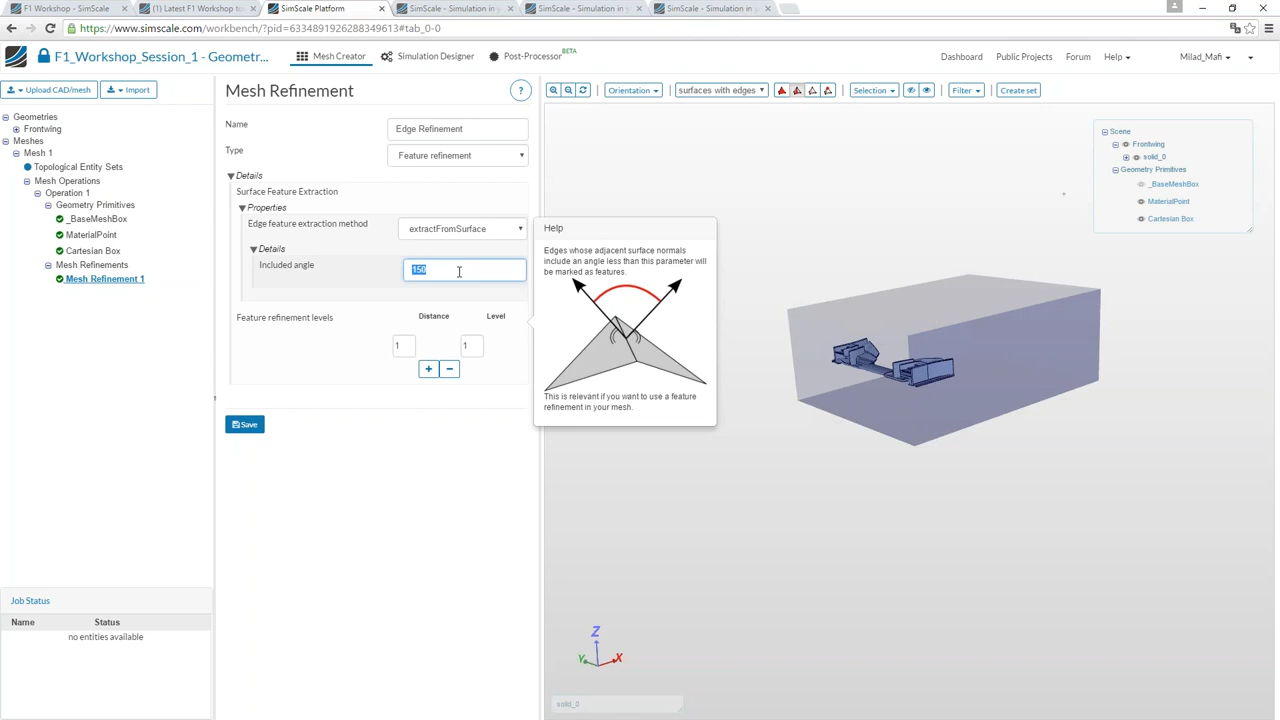 F1 Workshop - SimScale
(1) Latest F1 Workshop to
SimScale Platform
SimScale - Simulation in y
SimScale - Simulation in y
SimScale - Simulation in y
https://www.simscale.com/workbench/?pid=6334891926288349613#tab_0-0
F1_Workshop_Session_1 - Geometr...
Mesh Creator
Simulation Designer
Post-Processor BETA
Dashboard
Public Projects
Forum
Help
Milad_Mafi
Upload CAD/mesh
Import
Mesh Refinement
?
Orientation
surfaces with edges
Selection
Filter
Create set
Geometries
Frontwing
Meshes
Mesh 1
Topological Entity Sets
Mesh Operations
Operation 1
Geometry Primitives
_BaseMeshBox
MaterialPoint
Cartesian Box
Mesh Refinements
Mesh Refinement 1
Name
Edge Refinement
Type
Feature refinement
Details
Surface Feature Extraction
Properties
Edge feature extraction method
extractFromSurface
Details
Included angle
150
Feature refinement levels
Distance
Level
1
1
+
-
Save
Help
Edges whose adjacent surface normals
include an angle less than this parameter will
be marked as features.
This is relevant if you want to use a feature
refinement in your mesh.
Scene
Frontwing
solid_0
Geometry Primitives
_BaseMeshBox
MaterialPoint
Cartesian Box
Job Status
Name
Status
no entities available
Z
Y
X
solid_0